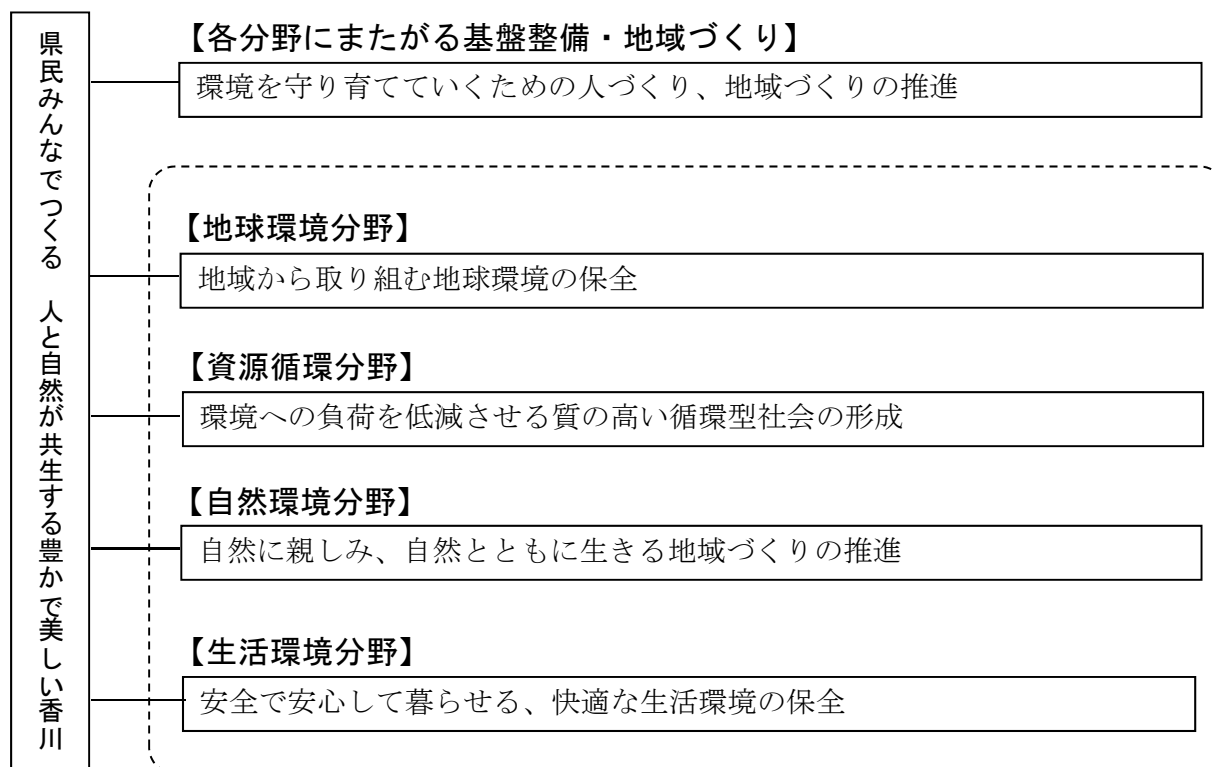 県民みんなでつくる　人と自然が共生する豊かで美しい香川
【各分野にまたがる基盤整備・地域づくり】
環境を守り育てていくための人づくり、地域づくりの推進
【地球環境分野】
地域から取り組む地球環境の保全
【資源循環分野】
環境への負荷を低減させる質の高い循環型社会の形成
【自然環境分野】
自然に親しみ、自然とともに生きる地域づくりの推進
【生活環境分野】
安全で安心して暮らせる、快適な生活環境の保全